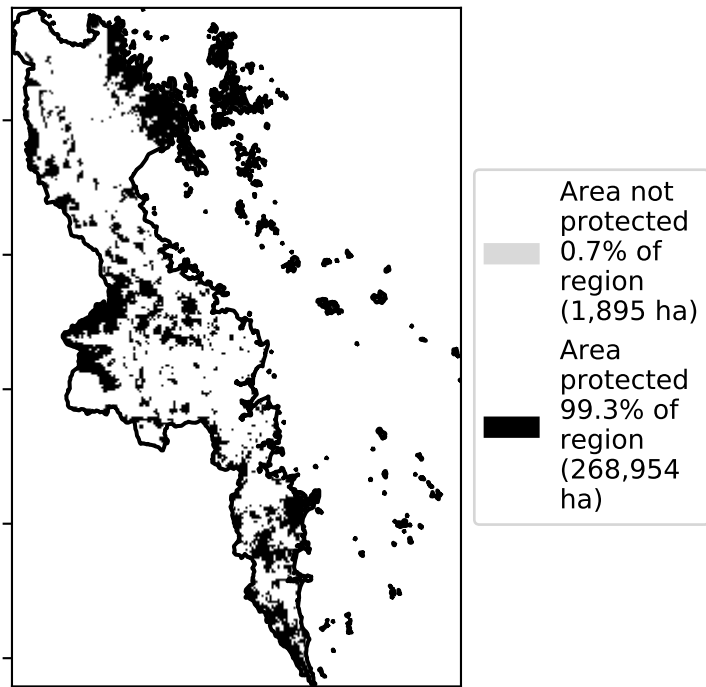 Area not
protected
0.7% of
region
(1,895 ha)
Area
protected
99.3% of
region
(268,954
ha)